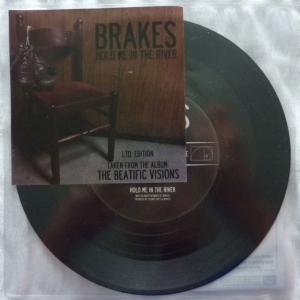 BRAKES
HOLD ME IN THE RIVER
LTD. EDITION
TAKEN FROM THE ALBUM
THE BEATIFIC VISIONS
HOLD ME IN THE RIVER